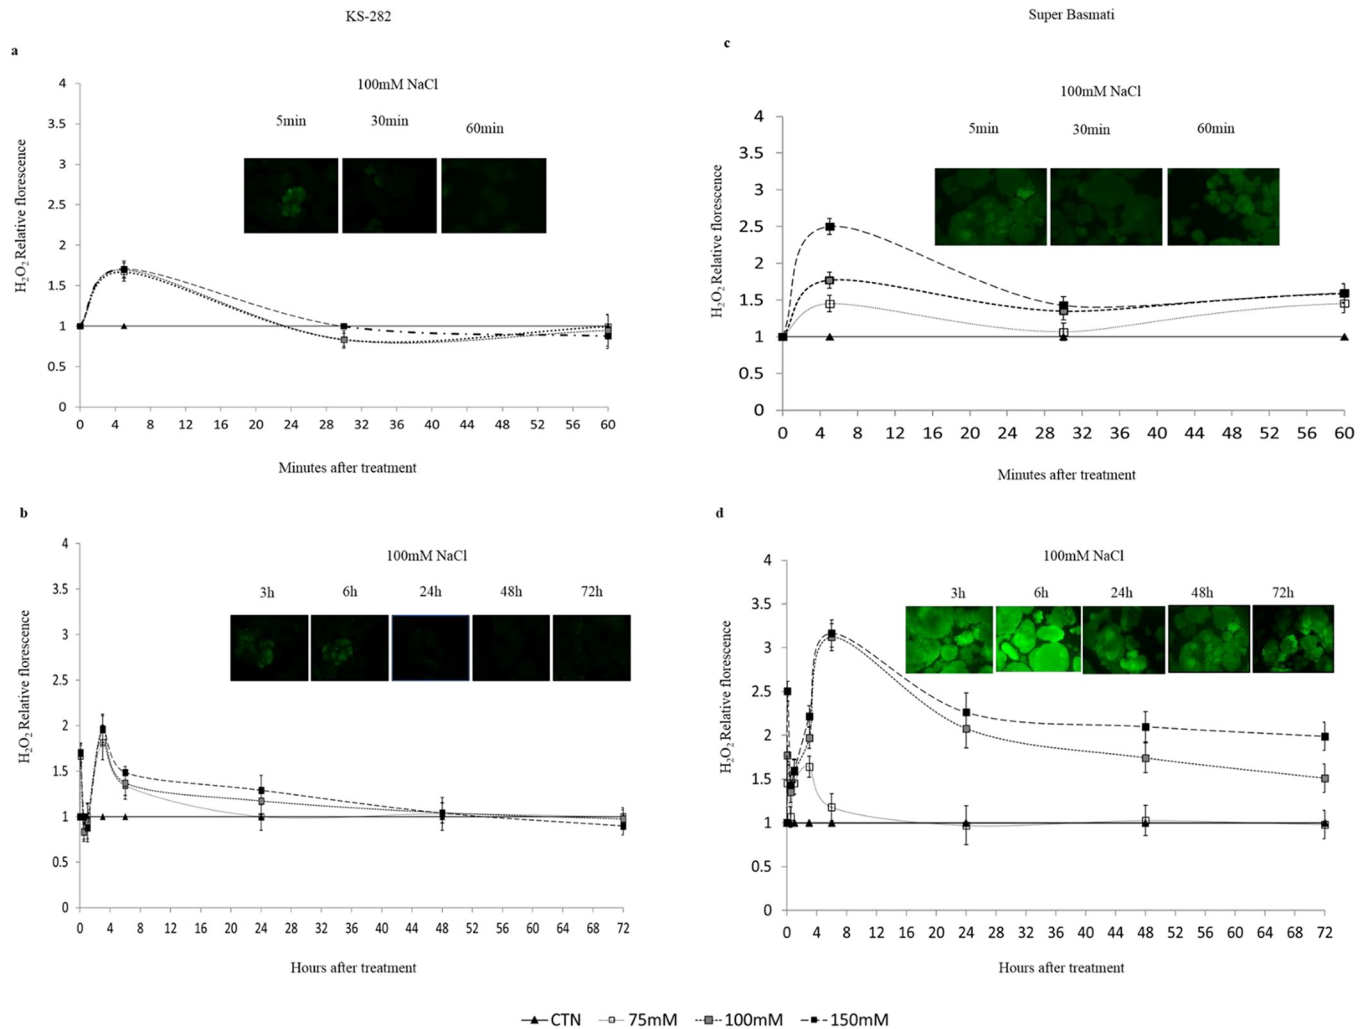 KS-282
Super Basmati
a
100mM NaCl
5min 30min 60min
H₂O₂ Relative florescence
4
3.5
3
2.5
2
1.5
1
0.5
0
0 4 8 12 16 20 24 28 32 36 40 44 48 52 56 60
Minutes after treatment
c
100mM NaCl
5min 30min 60min
H₂O₂ Relative florescence
4
3.5
3
2.5
2
1.5
1
0.5
0
0 4 8 12 16 20 24 28 32 36 40 44 48 52 56 60
Minutes after treatment
b
100mM NaCl
3h 6h 24h 48h 72h
H₂O₂ Relative florescence
4
3.5
3
2.5
2
1.5
1
0.5
0
0 4 8 12 16 20 24 28 32 36 40 44 48 52 56 60 64 68 72
Hours after treatment
d
100mM NaCl
3h 6h 24h 48h 72h
H₂O₂ Relative florescence
4
3.5
3
2.5
2
1.5
1
0.5
0
0 4 8 12 16 20 24 28 32 36 40 44 48 52 56 60 64 68 72
Hours after treatment
CTN 75mM 100mM 150mM